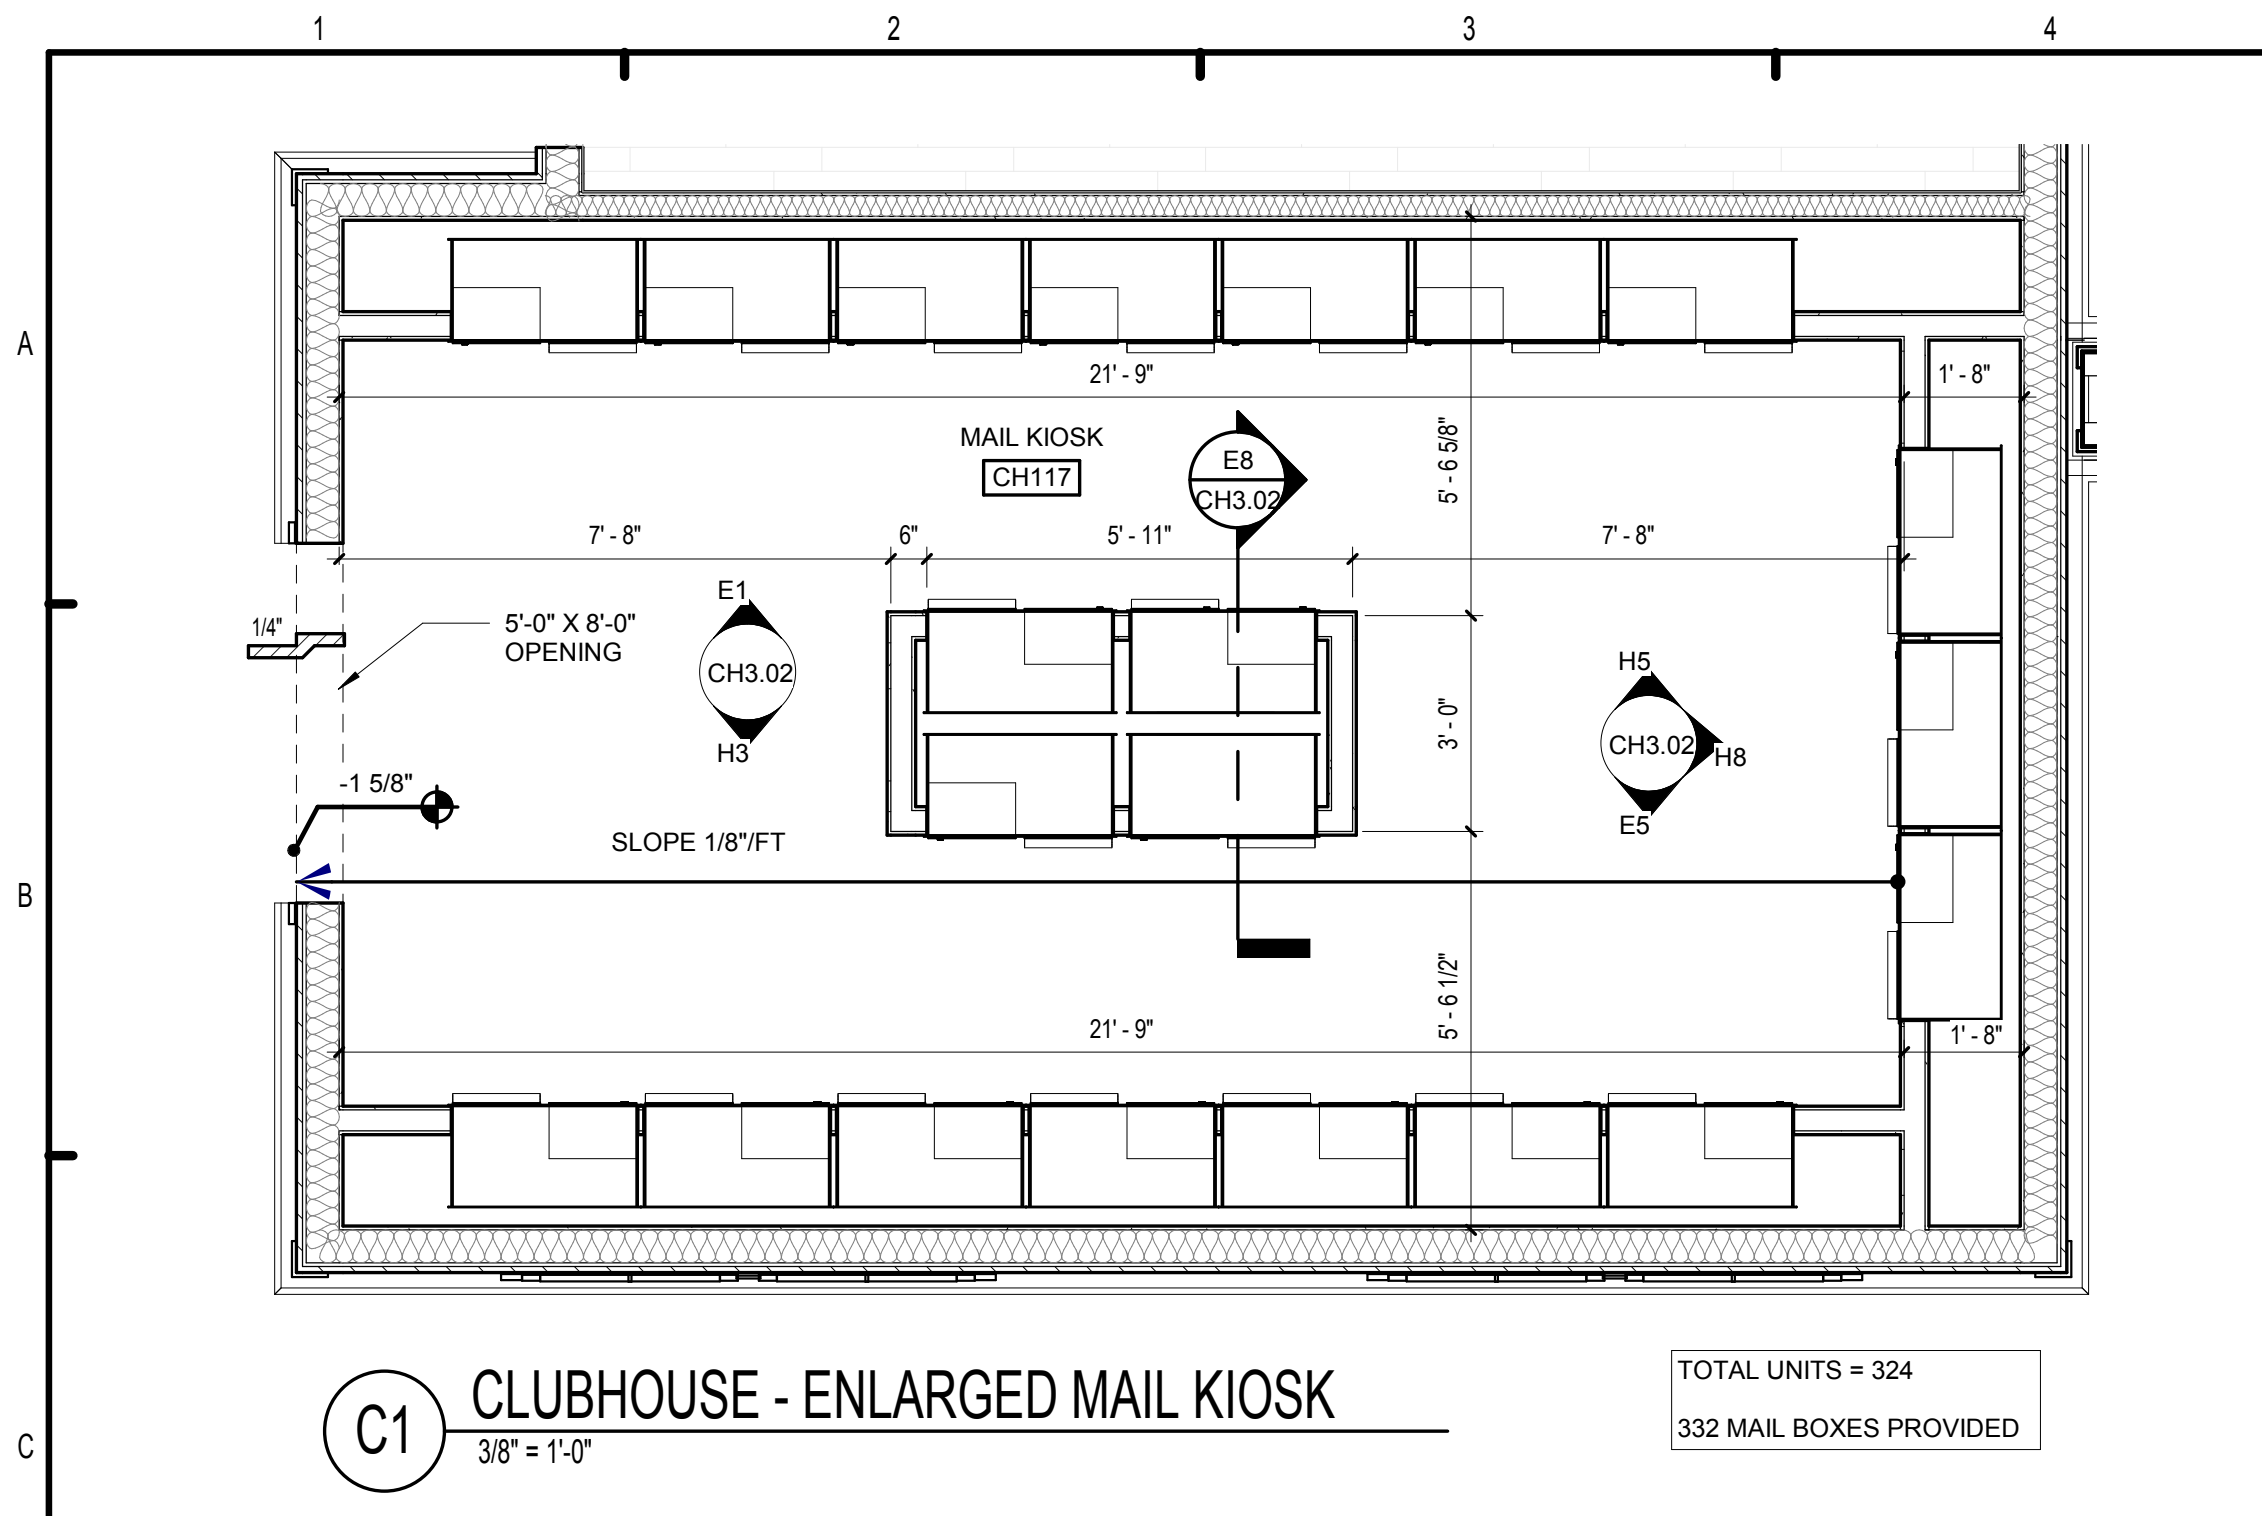 1
2
3
4
A
B
C
21' - 9"
1' - 8"
MAIL KIOSK
CH117
E8
CH3.02
5' - 6 5/8"
7' - 8"
6"
5' - 11"
7' - 8"
1/4"
5'-0" X 8'-0"
OPENING
E1
CH3.02
H3
3' - 0"
H5
CH3.02
H8
E5
-1 5/8"
SLOPE 1/8"/FT
5' - 6 1/2"
21' - 9"
1' - 8"
C1
CLUBHOUSE - ENLARGED MAIL KIOSK
3/8" = 1'-0"
TOTAL UNITS = 324
332 MAIL BOXES PROVIDED